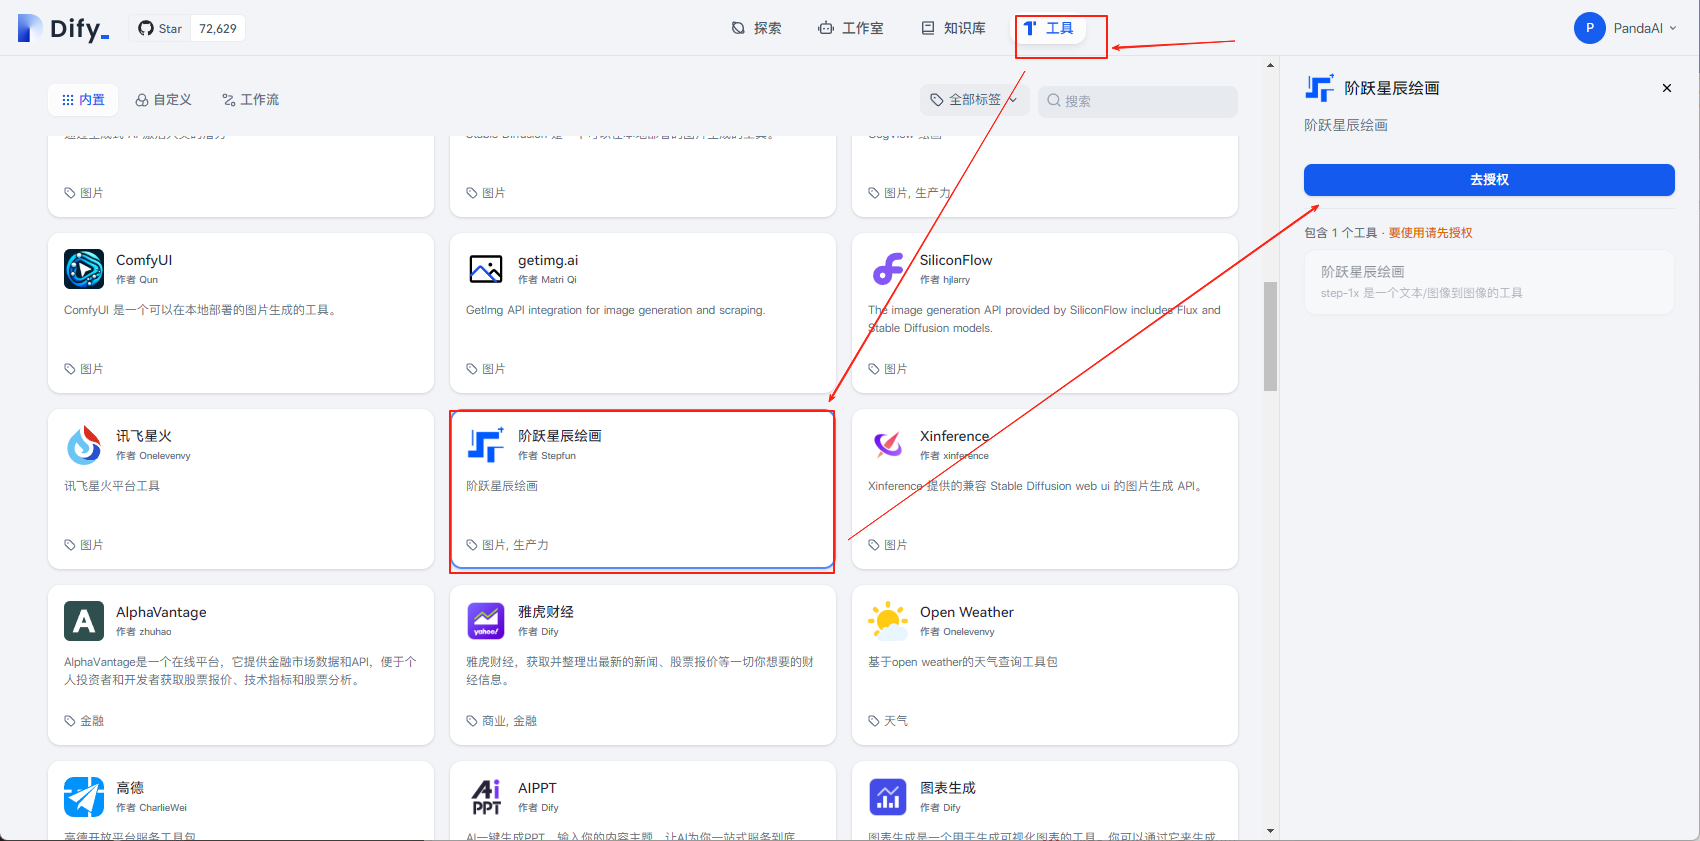 Dify_
Star 72,629
探索
工作室
知识库
工具
P PandaAI
内置
自定义
工作流
全部标签
搜索
图片
图片
图片, 生产力
ComfyUI
作者 Qun
ComfyUI 是一个可以在本地部署的图片生成的工具。
图片
getimg.ai
作者 Matri Qi
GetImg API integration for image generation and scraping.
图片
SiliconFlow
作者 hjlarry
The image generation API provided by SiliconFlow includes Flux and
Stable Diffusion models.
图片
讯飞星火
作者 Onelevenvy
讯飞星火平台工具
图片
阶跃星辰绘画
作者 Stepfun
阶跃星辰绘画
图片, 生产力
Xinference
作者 xinference
Xinference 提供的兼容 Stable Diffusion web ui 的图片生成 API。
图片
AlphaVantage
作者 zhuhao
AlphaVantage是一个在线平台，它提供金融市场数据和API，便于个
人投资者和开发者获取股票报价、技术指标和股票分析。
金融
yahoo!
雅虎财经
作者 Dify
雅虎财经，获取并整理出最新的新闻、股票报价等一切你想要的财
经信息。
商业, 金融
Open Weather
作者 Onelevenvy
基于open weather的天气查询工具包
天气
高德
作者 CharlieWei
高德开放平台服务工具包
Ai
PPT
AIPPT
作者 Dify
AI一键生成PPT，输入你的内容主题，让AI为你一站式服务到底
图表生成
作者 Dify
图表生成是一个用于生成可视化图表的工具，你可以通过它来生成
阶跃星辰绘画
阶跃星辰绘画
去授权
包含 1 个工具 · 要使用请先授权
阶跃星辰绘画
step-1x 是一个文本/图像到图像的工具